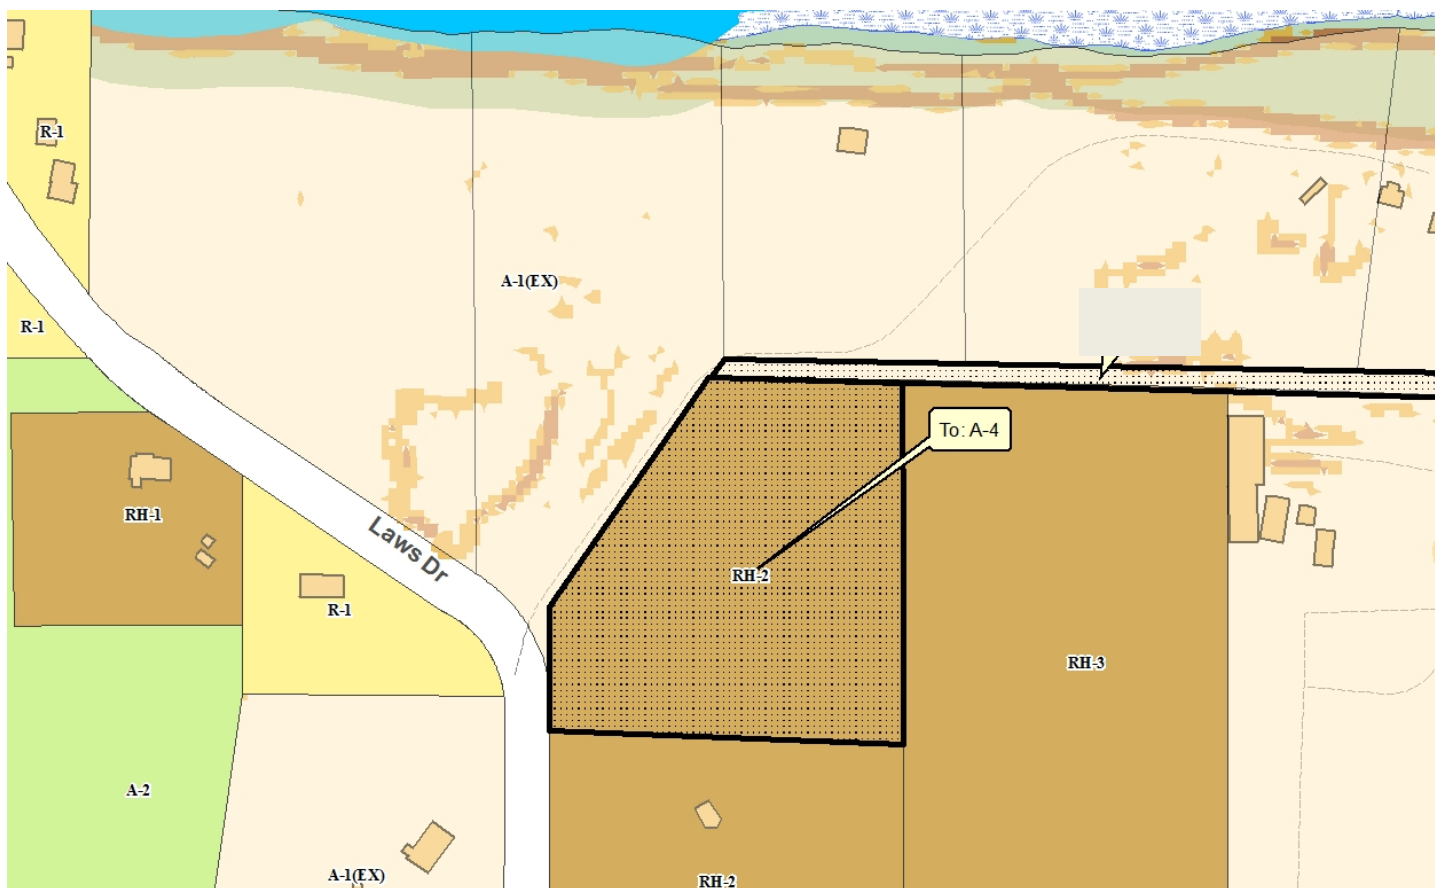 R-1
A-1(EX)
R-1
To: A-4
RH-1
Laws Dr
RH-2
R-1
RH-3
A-2
A-1(EX)
RH-2